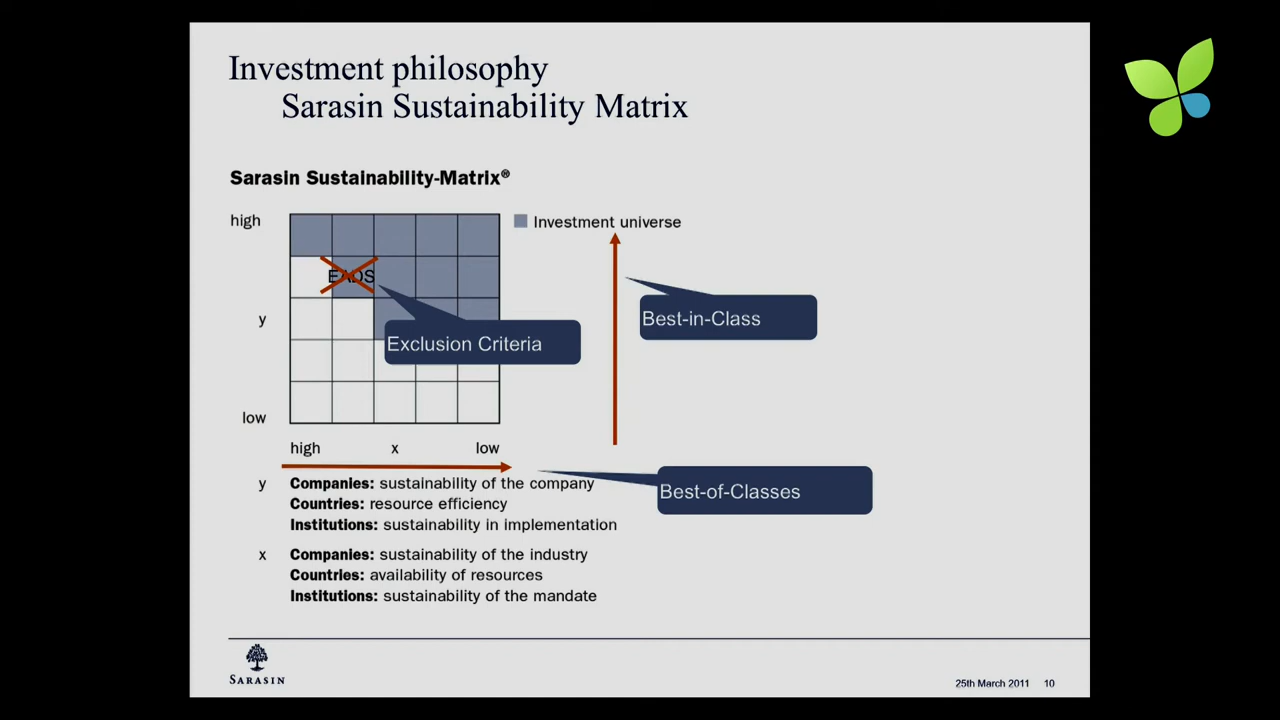 Investment philosophy
Sarasin Sustainability Matrix
Sarasin Sustainability-Matrix®
high
Investment universe
EADS
Best-in-Class
y
Exclusion Criteria
low
high x low
y Companies: sustainability of the company
Best-of-Classes
Countries: resource efficiency
Institutions: sustainability in implementation
x Companies: sustainability of the industry
Countries: availability of resources
Institutions: sustainability of the mandate
SARASIN
25th March 2011 10